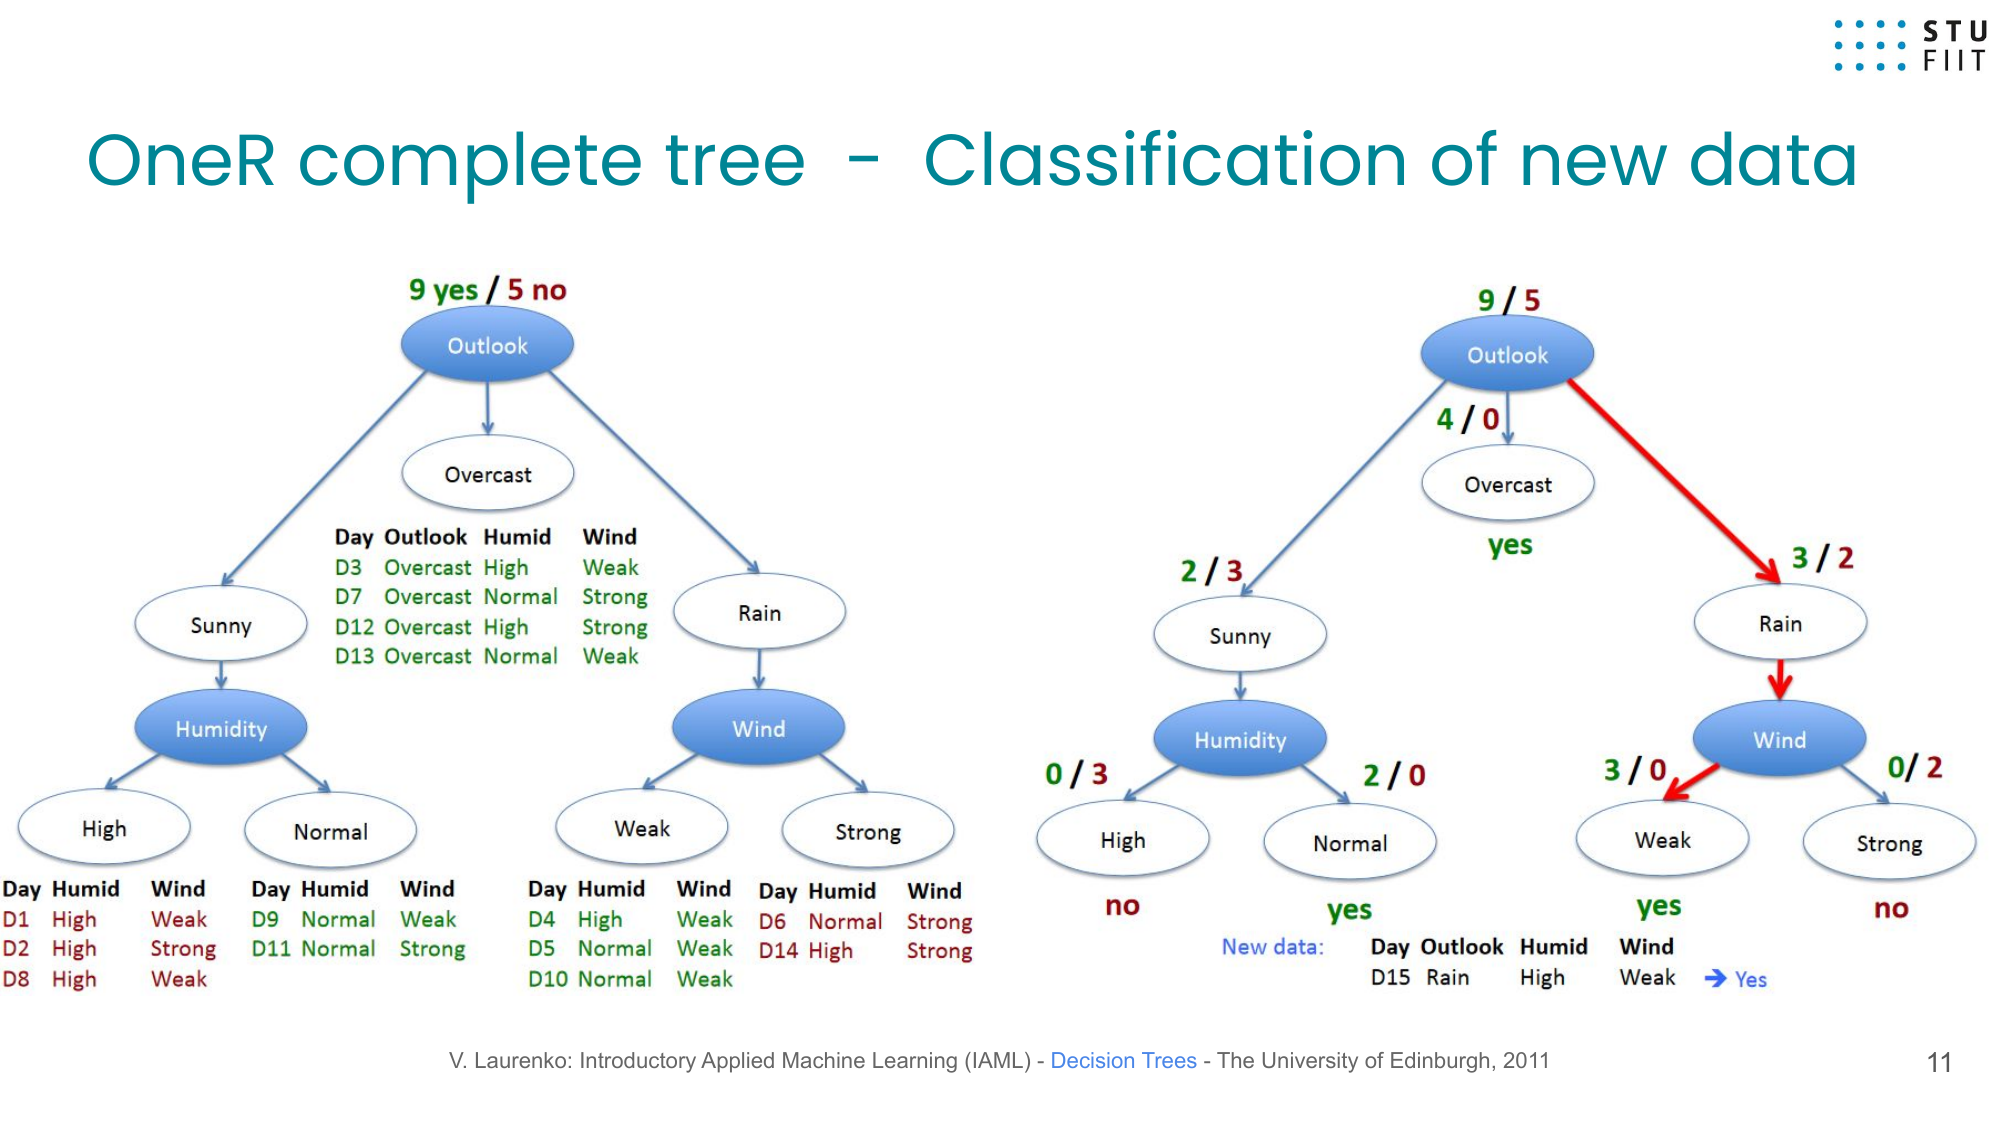 STU
FIIT
OneR complete tree - Classification of new data
9 yes / 5 no
Outlook
Overcast
Day Outlook Humid Wind
D3 Overcast High Weak
D7 Overcast Normal Strong
D12 Overcast High Strong
D13 Overcast Normal Weak
Sunny
Rain
Humidity
Wind
High
Normal
Weak
Strong
Day Humid Wind
D1 High Weak
D2 High Strong
D8 High Weak
Day Humid Wind
D9 Normal Weak
D11 Normal Strong
Day Humid Wind
D4 High Weak
D5 Normal Weak
D10 Normal Weak
Day Humid Wind
D6 Normal Strong
D14 High Strong
9 / 5
Outlook
4 / 0
Overcast
yes
2 / 3
Sunny
3 / 2
Rain
Humidity
Wind
0 / 3
2 / 0
3 / 0
0/ 2
High
Normal
Weak
Strong
no
yes
yes
no
New data: Day Outlook Humid Wind
D15 Rain High Weak ➔ Yes
V. Laurenko: Introductory Applied Machine Learning (IAML) - Decision Trees - The University of Edinburgh, 2011
11